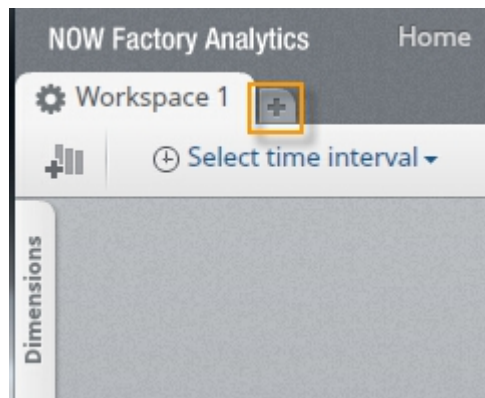 NOW Factory Analytics Home
Workspace 1
Select time interval
Dimensions